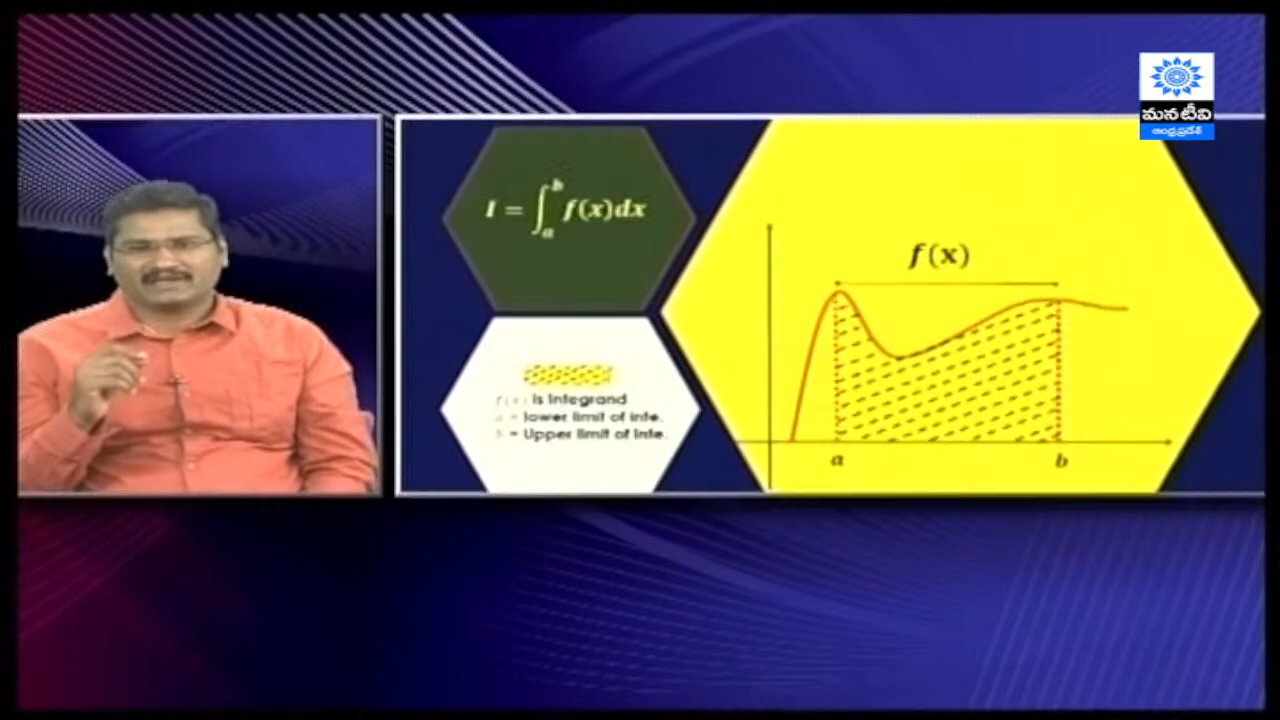 మనటీవి
ఆంధ్రప్రదేశ్
I = ∫_a^b f(x)dx
f(x)
f(x) is Integrand
a = lower limit of inte.
b = Upper limit of Inte.
a
b